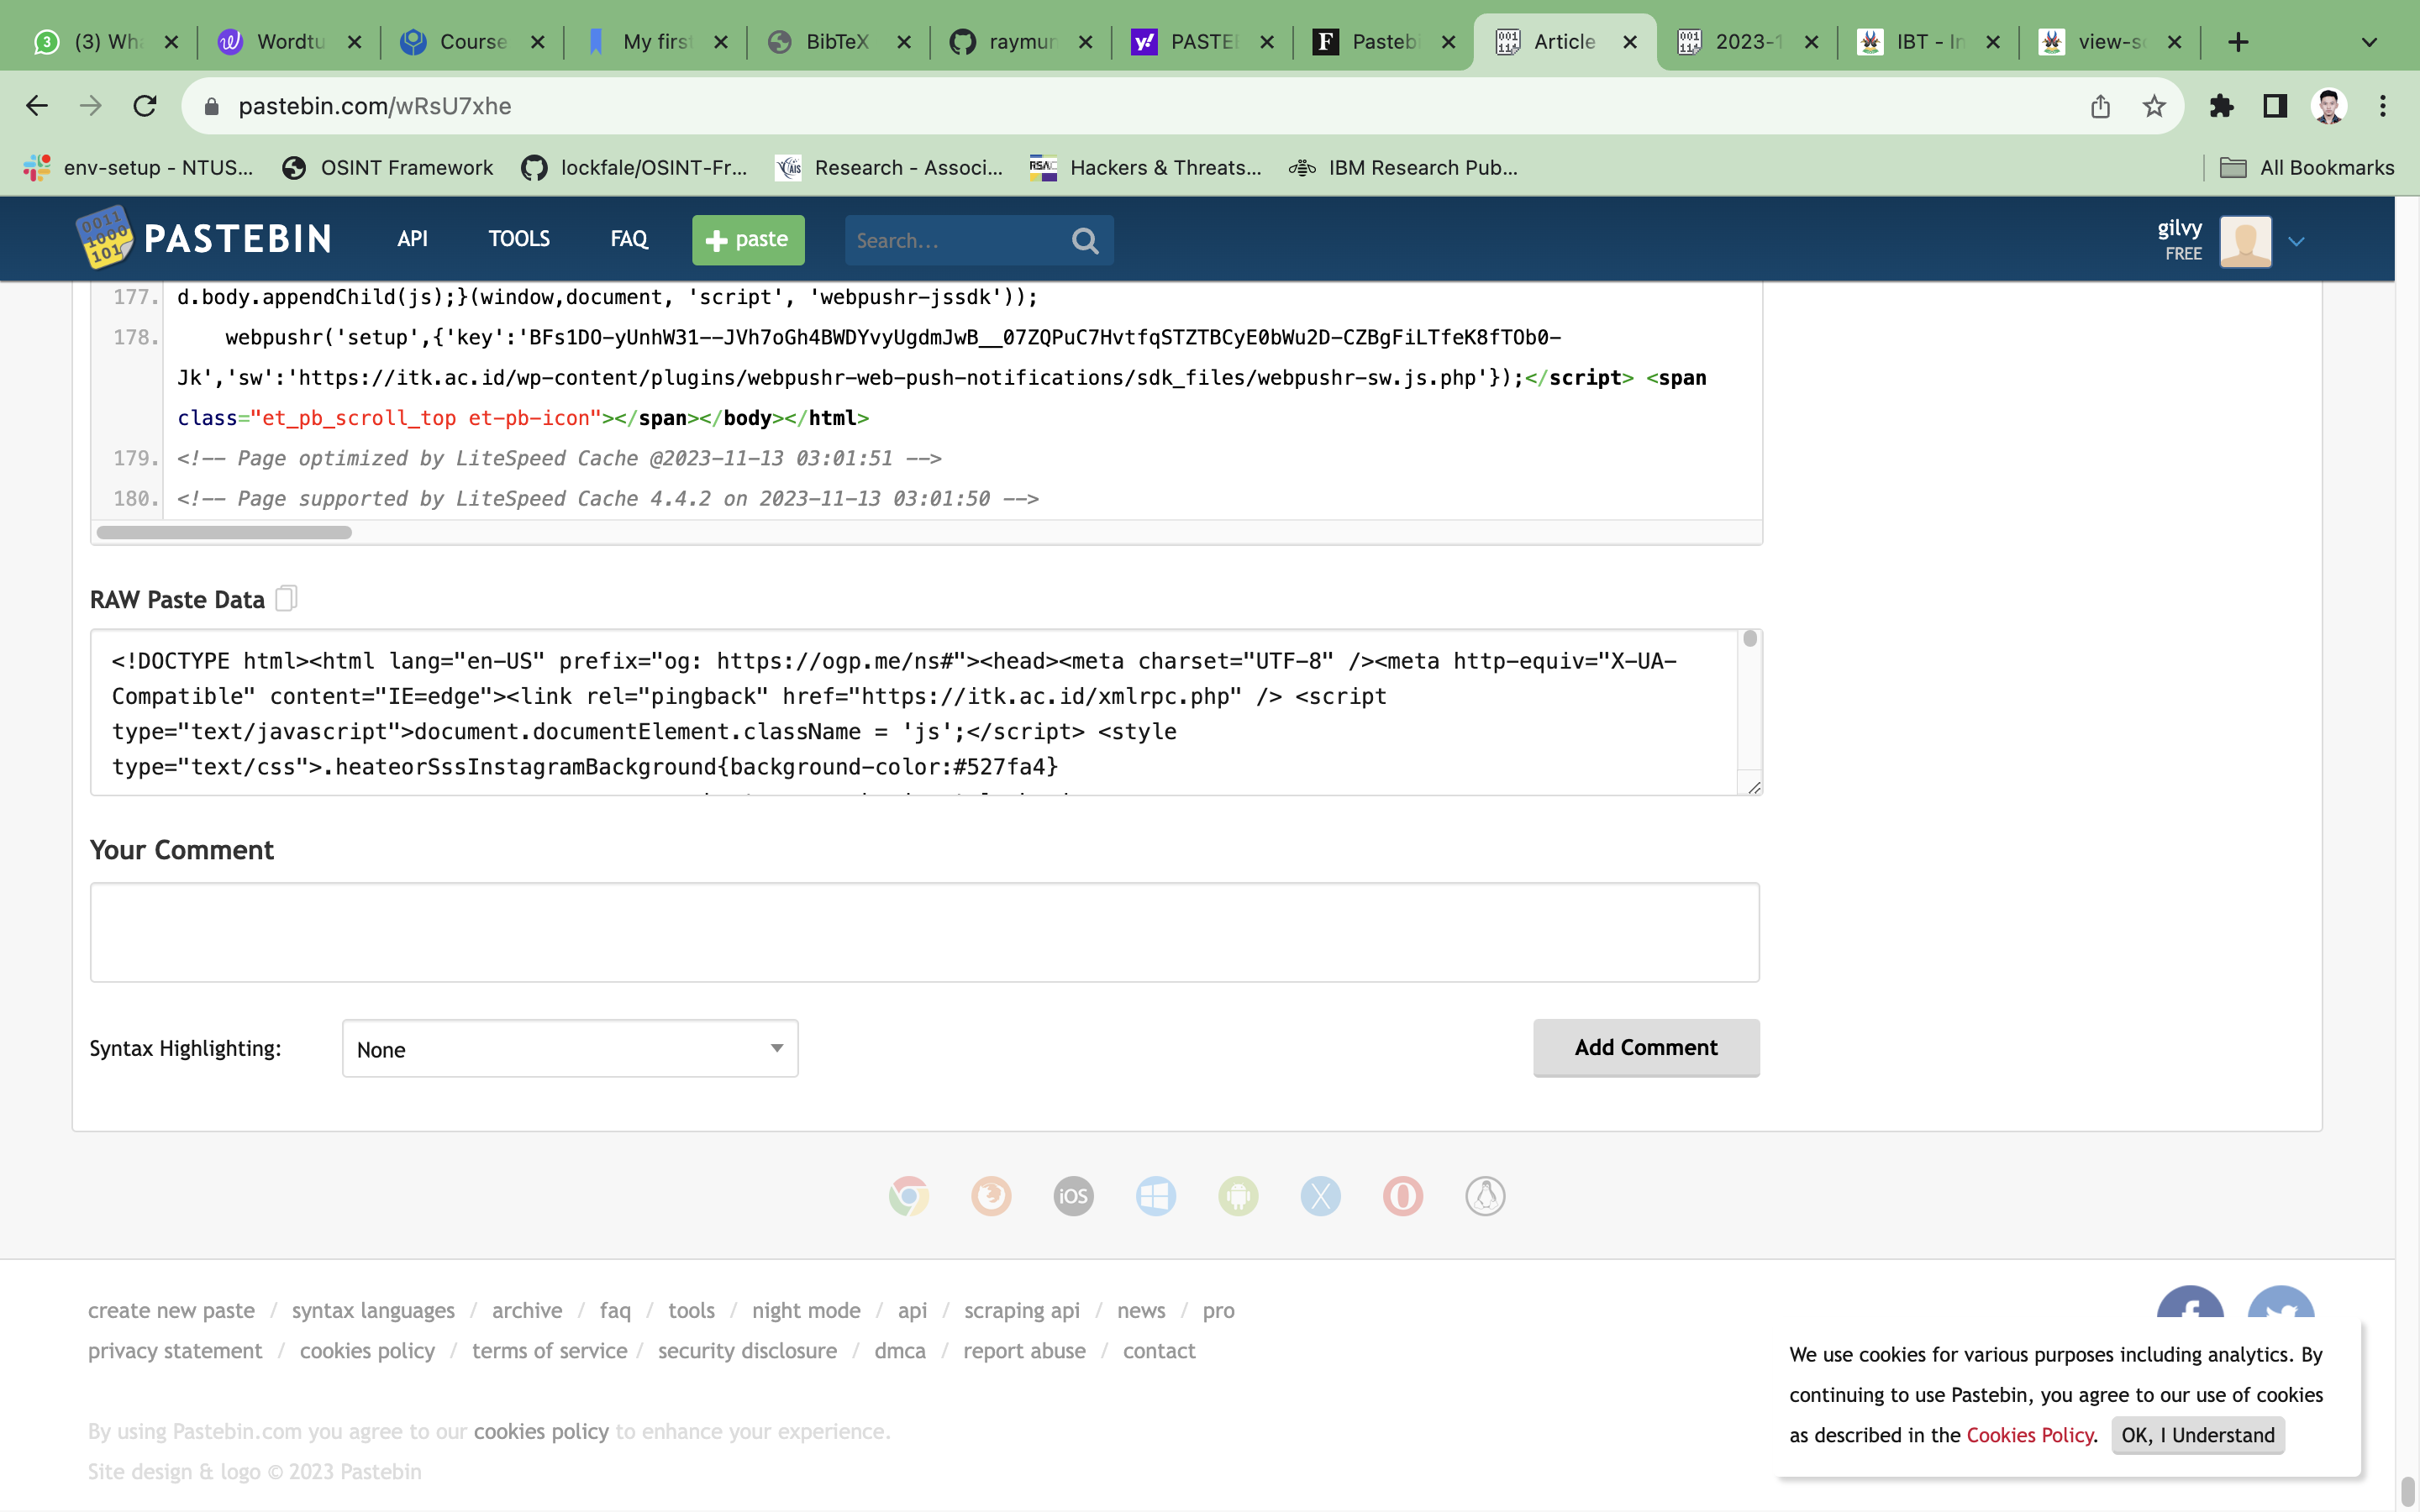 3 (3) Wha
Wordtu
Course
My first
BibTeX
raymun
PASTEB
Pastebi
Article
2023-1
IBT - In
view-so
pastebin.com/wRsU7xhe
env-setup - NTUS...
OSINT Framework
lockfale/OSINT-Fr...
Research - Associ...
Hackers & Threats...
IBM Research Pub...
All Bookmarks
PASTEBIN
API
TOOLS
FAQ
paste
Search...
gilvy
FREE
177. d.body.appendChild(js);}(window,document, 'script', 'webpushr-jssdk'));
178. webpushr('setup',{'key':'BFs1DO-yUnhW31--JVh7oGh4BWDYvyUgdmJwB__07ZQPuC7HvtfqSTZTBCyE0bWu2D-CZBgFiLTfeK8fTOb0-
Jk','sw':'https://itk.ac.id/wp-content/plugins/webpushr-web-push-notifications/sdk_files/webpushr-sw.js.php'});</script> <span
class="et_pb_scroll_top et-pb-icon"></span></body></html>
179. <!-- Page optimized by LiteSpeed Cache @2023-11-13 03:01:51 -->
180. <!-- Page supported by LiteSpeed Cache 4.4.2 on 2023-11-13 03:01:50 -->
RAW Paste Data
<!DOCTYPE html><html lang="en-US" prefix="og: https://ogp.me/ns#"><head><meta charset="UTF-8" /><meta http-equiv="X-UA-
Compatible" content="IE=edge"><link rel="pingback" href="https://itk.ac.id/xmlrpc.php" /> <script
type="text/javascript">document.documentElement.className = 'js';</script> <style
type="text/css">.heateorSssInstagramBackground{background-color:#527fa4}
Your Comment
Syntax Highlighting:
None
Add Comment
iOS
create new paste / syntax languages / archive / faq / tools / night mode / api / scraping api / news / pro
privacy statement / cookies policy / terms of service / security disclosure / dmca / report abuse / contact
We use cookies for various purposes including analytics. By
continuing to use Pastebin, you agree to our use of cookies
as described in the Cookies Policy. OK, I Understand
By using Pastebin.com you agree to our cookies policy to enhance your experience.
Site design & logo © 2023 Pastebin